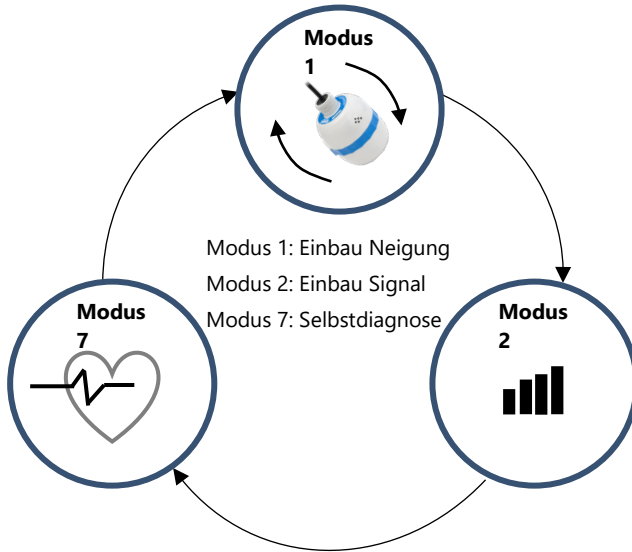 Modus
1
Modus 1: Einbau Neigung
Modus 2: Einbau Signal
Modus 7: Selbstdiagnose
Modus
7
Modus
2